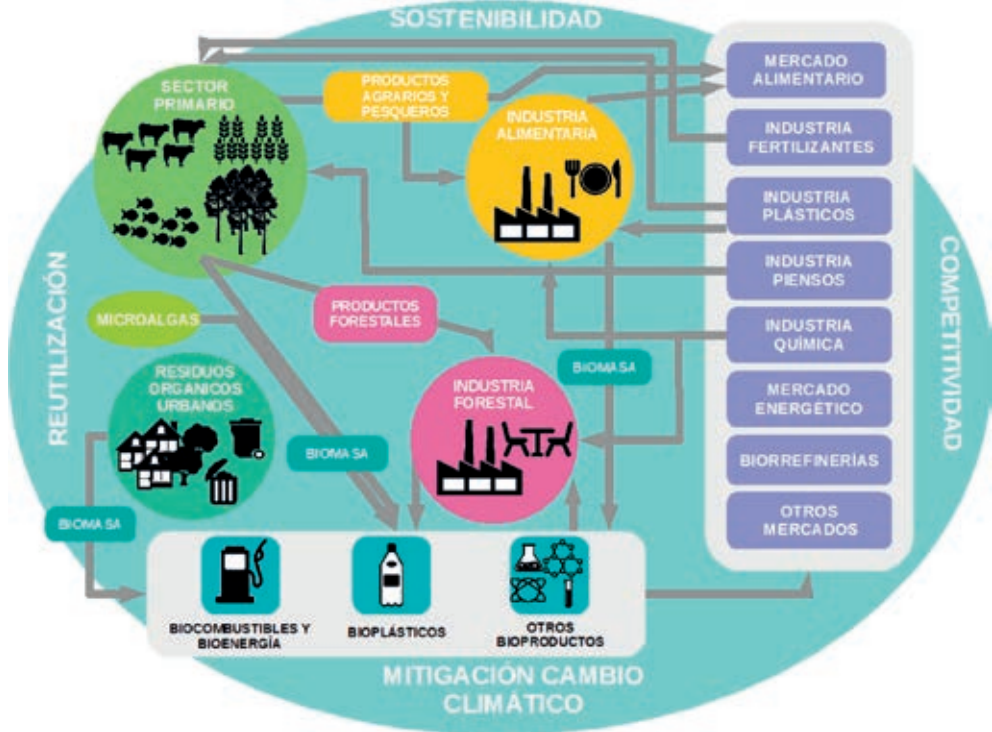 SOSTENIBILIDAD
SECTOR
PRIMARIO
PRODUCTOS
AGRARIOS Y
PESQUEROS
INDUSTRIA
ALIMENTARIA
MERCADO
ALIMENTARIO
INDUSTRIA
FERTILIZANTES
INDUSTRIA
PLÁSTICOS
INDUSTRIA
PIENSOS
INDUSTRIA
QUÍMICA
MERCADO
ENERGÉTICO
BIORREFINERÍAS
OTROS
MERCADOS
COMPETITIVIDAD
REUTILIZACIÓN
MICROALGAS
PRODUCTOS
FORESTALES
RESIDUOS
ORGANICOS
URBANOS
INDUSTRIA
FORESTAL
BIOMASA
BIOMASA
BIOMASA
BIOCOMBUSTIBLES Y
BIOENERGÍA
BIOPLÁSTICOS
OTROS
BIOPRODUCTOS
MITIGACIÓN CAMBIO
CLIMÁTICO